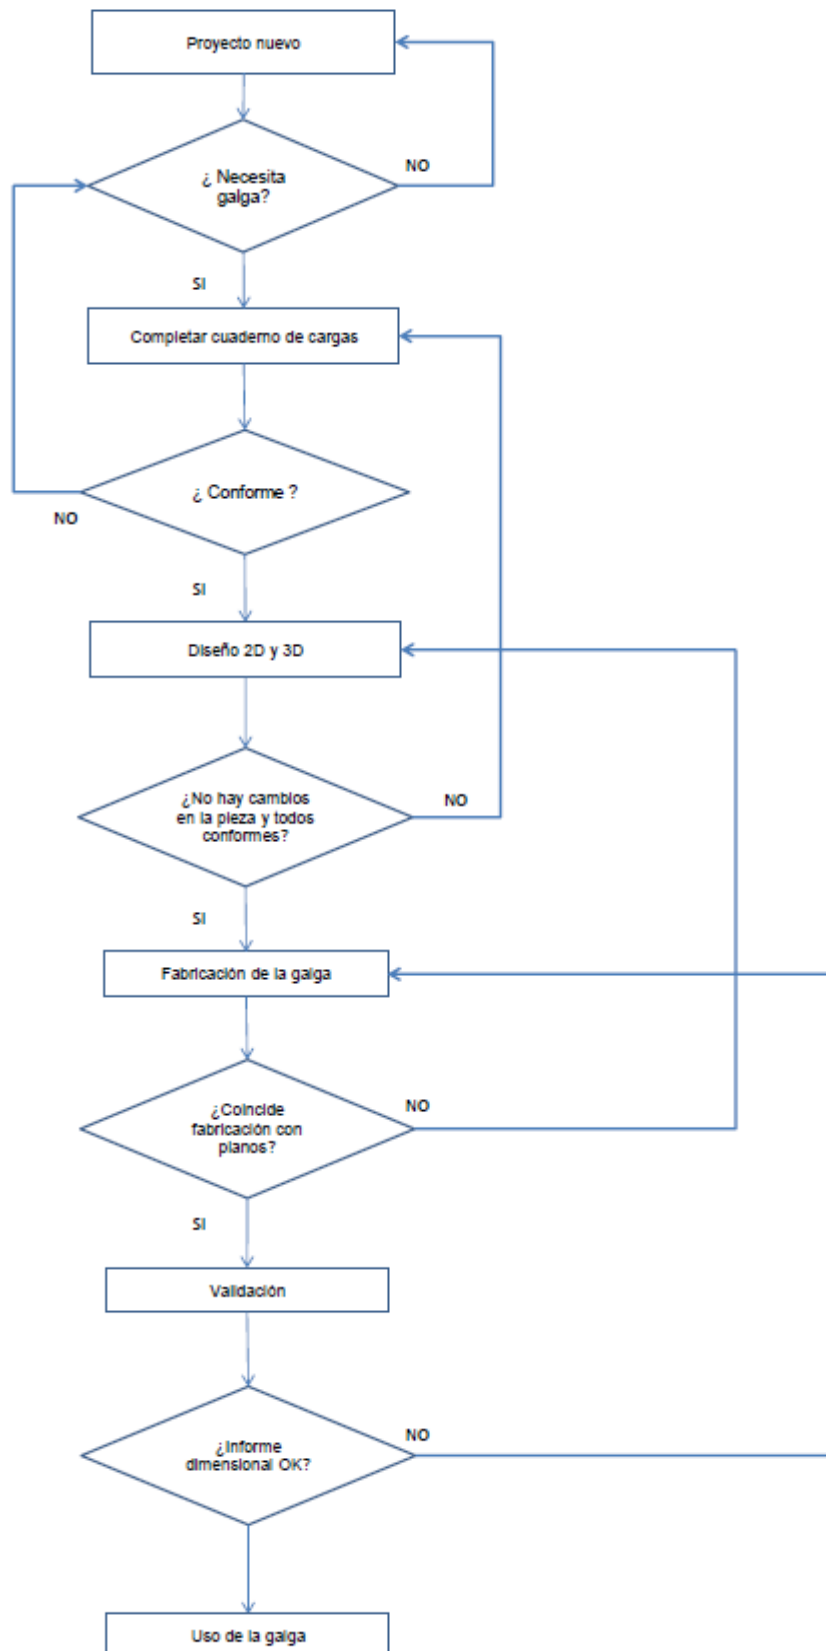 Proyecto nuevo
NO
¿ Necesita
galga?
SI
Completar cuaderno de cargas
¿ Conforme ?
NO
SI
Diseño 2D y 3D
¿No hay cambios
en la pieza y todos
conformes?
NO
SI
Fabricación de la galga
¿Coincide
fabricación con
planos?
NO
SI
Validación
¿Informe
dimensional OK?
NO
Uso de la galga